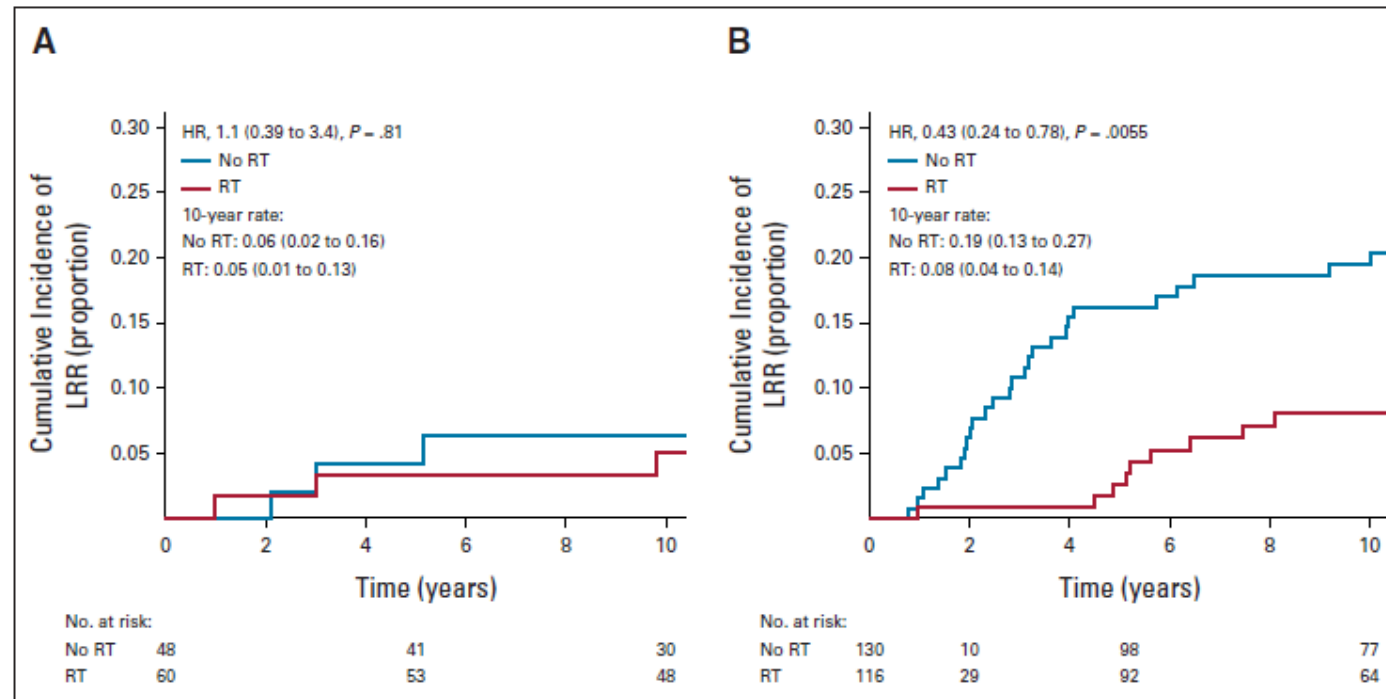 A
Cumulative Incidence of
LRR (proportion)
0.30
0.25
0.20
0.15
0.10
0.05
HR, 1.1 (0.39 to 3.4), P = .81
No RT
RT
10-year rate:
No RT: 0.06 (0.02 to 0.16)
RT: 0.05 (0.01 to 0.13)
0 2 4 6 8 10
Time (years)
No. at risk:
No RT 48 41 30
RT 60 53 48
B
Cumulative Incidence of
LRR (proportion)
0.30
0.25
0.20
0.15
0.10
0.05
HR, 0.43 (0.24 to 0.78), P = .0055
No RT
RT
10-year rate:
No RT: 0.19 (0.13 to 0.27)
RT: 0.08 (0.04 to 0.14)
0 2 4 6 8 10
Time (years)
No. at risk:
No RT 130 10 98 77
RT 116 29 92 64